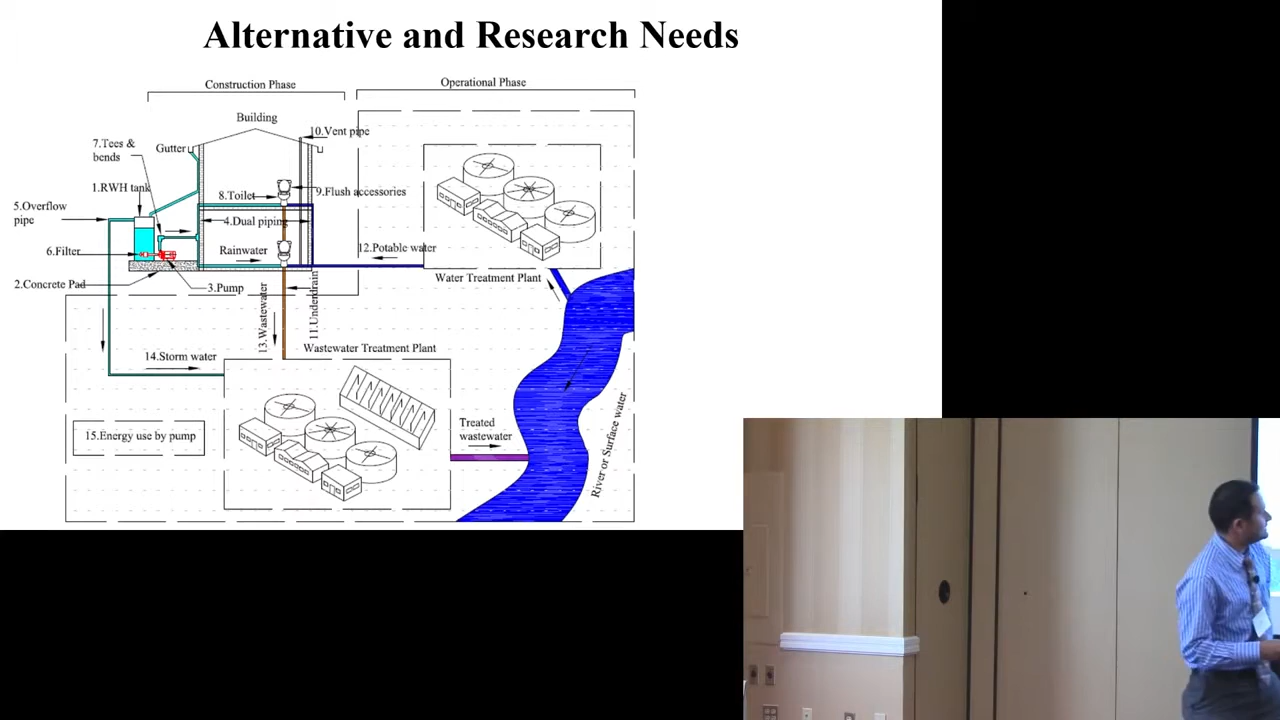 Alternative and Research Needs
Construction Phase
Operational Phase
Building
10.Vent pipe
7.Tees &
bends
Gutter
1.RWH tank
8.Toilet
9.Flush accessories
5.Overflow
pipe
4.Dual piping
6.Filter
Rainwater
12.Potable water
2.Concrete Pad
3.Pump
Water Treatment Plant
13.Wastewater
11.Underdrain
Wastewater Treatment Plant
14.Storm water
15.Energy use by pump
Treated
wastewater
River or Surface water